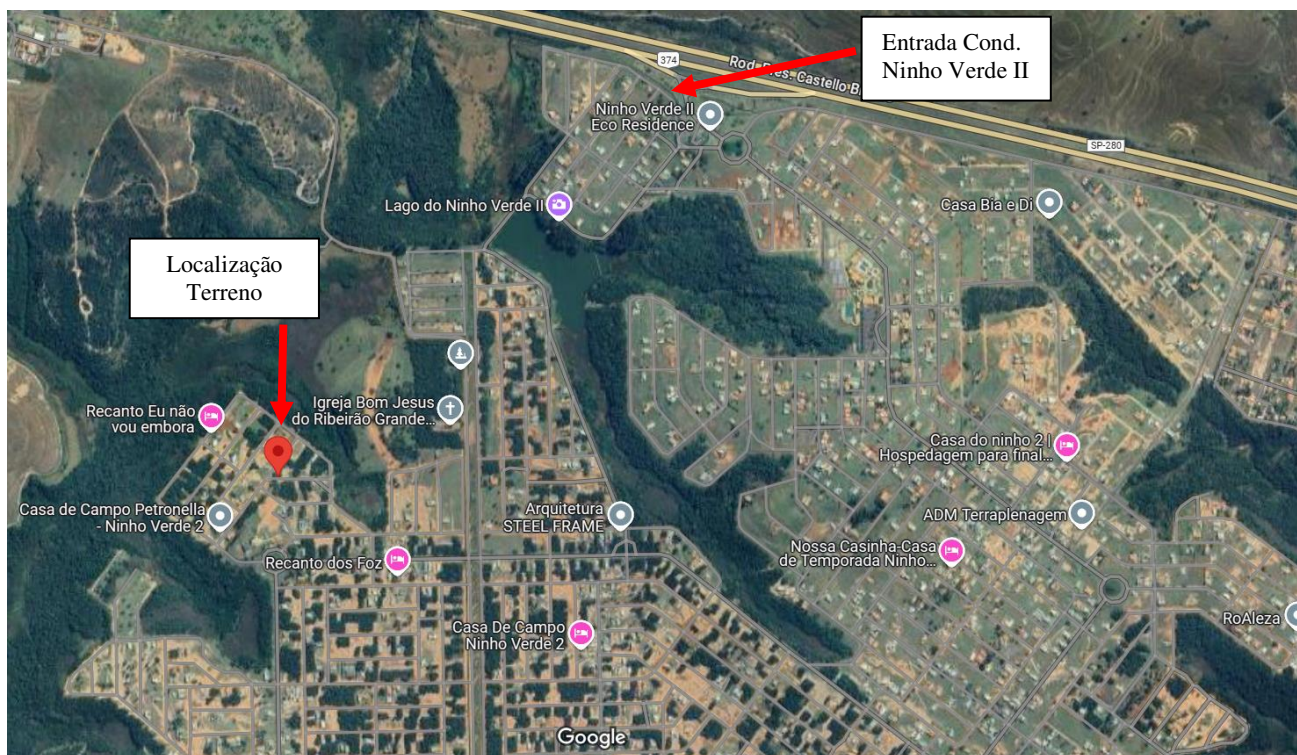 Entrada Cond.
Ninho Verde II
374
Rod. Pres. Castello B
Ninho Verde II
Eco Residence
SP-280
Lago do Ninho Verde II
Casa Bia e Di
Localização
Terreno
Recanto Eu não
vou embora
Igreja Bom Jesus
do Ribeirão Grande...
Casa do ninho 2 |
Hospedagem para final...
Casa de Campo Petronella
- Ninho Verde 2
Arquitetura
STEEL FRAME
ADM Terraplenagem
Recanto dos Foz
Nossa Casinha-Casa
de Temporada Ninho...
Casa De Campo
Ninho Verde 2
RoAleza
Google